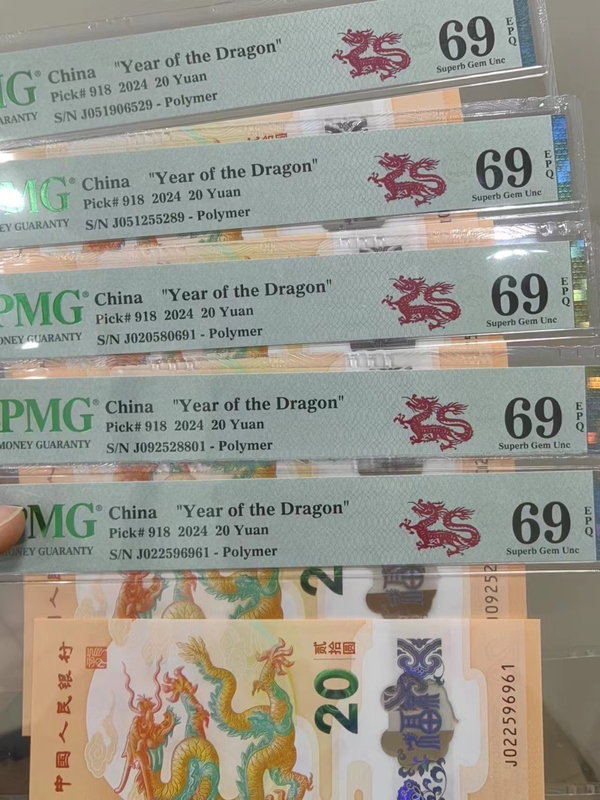 MG® China "Year of the Dragon" 69 EPQ
Pick# 918 2024 20 Yuan Superb Gem Unc
ARANTY S/N J051906529 - Polymer
MG® China "Year of the Dragon" 69 EPQ
Pick# 918 2024 20 Yuan Superb Gem Unc
EY GUARANTY S/N J051255289 - Polymer
PMG® China "Year of the Dragon" 69 EPQ
Pick# 918 2024 20 Yuan Superb Gem Unc
ONEY GUARANTY S/N J020580691 - Polymer
PMG® China "Year of the Dragon" 69 EPQ
Pick# 918 2024 20 Yuan Superb Gem Unc
MONEY GUARANTY S/N J092528801 - Polymer
MG® China "Year of the Dragon" 69 EPQ
Pick# 918 2024 20 Yuan Superb Gem Unc
ONEY GUARANTY S/N J022596961 - Polymer
中国人民银行
贰拾圆
20
J022596961